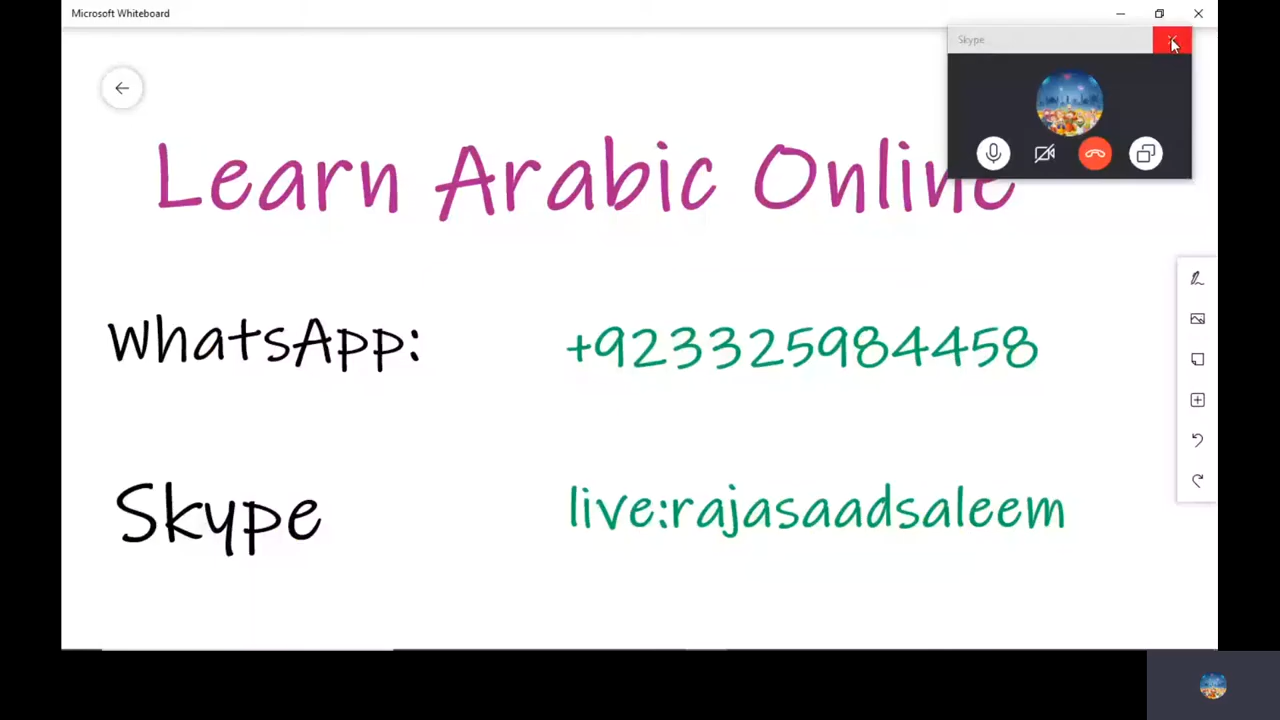 Microsoft Whiteboard
Skype
Learn Arabic Online
WhatsApp: +923325984458
Skype live:rajasaadsaleem